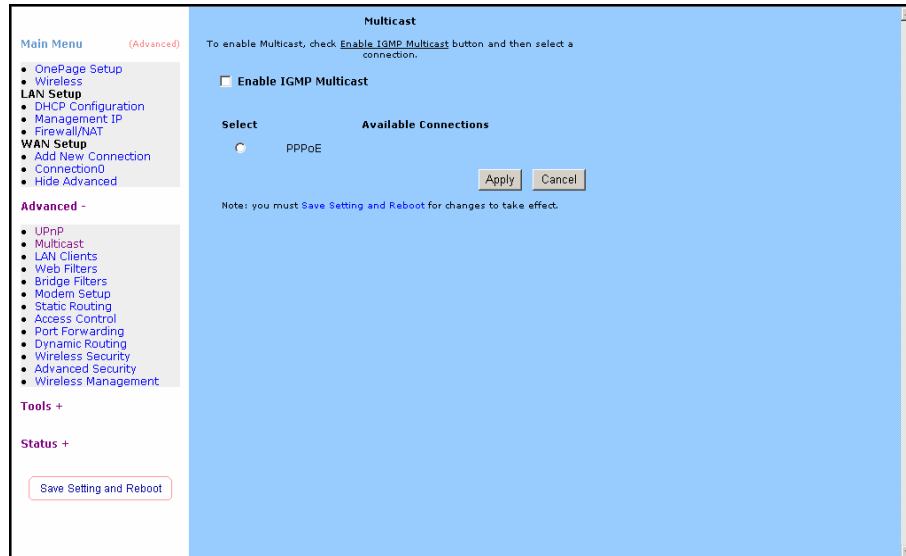 Main Menu (Advanced)
OnePage Setup
Wireless
LAN Setup
DHCP Configuration
Management IP
Firewall/NAT
WAN Setup
Add New Connection
Connection0
Hide Advanced
Advanced -
UPnP
Multicast
LAN Clients
Web Filters
Bridge Filters
Modem Setup
Static Routing
Access Control
Port Forwarding
Dynamic Routing
Wireless Security
Advanced Security
Wireless Management
Tools +
Status +
Save Setting and Reboot
Multicast
To enable Multicast, check Enable IGMP Multicast button and then select a
connection.
Enable IGMP Multicast
Select Available Connections
PPPoE
Apply Cancel
Note: you must Save Setting and Reboot for changes to take effect.